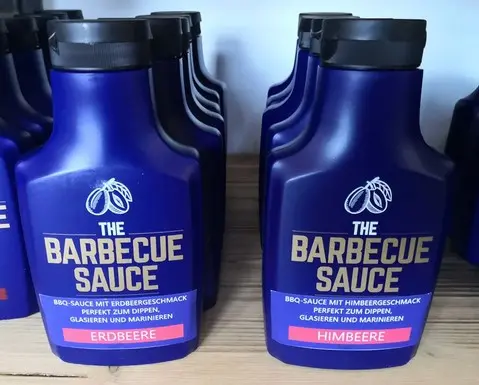 THE
BARBECUE
SAUCE
BBQ-SAUCE MIT ERDBEERGESCHMACK
PERFEKT ZUM DIPPEN,
GLASIEREN UND MARINIEREN
ERDBEERE
THE
BARBECUE
SAUCE
BBQ-SAUCE MIT HIMBEERGESCHMACK
PERFEKT ZUM DIPPEN,
GLASIEREN UND MARINIEREN
HIMBEERE